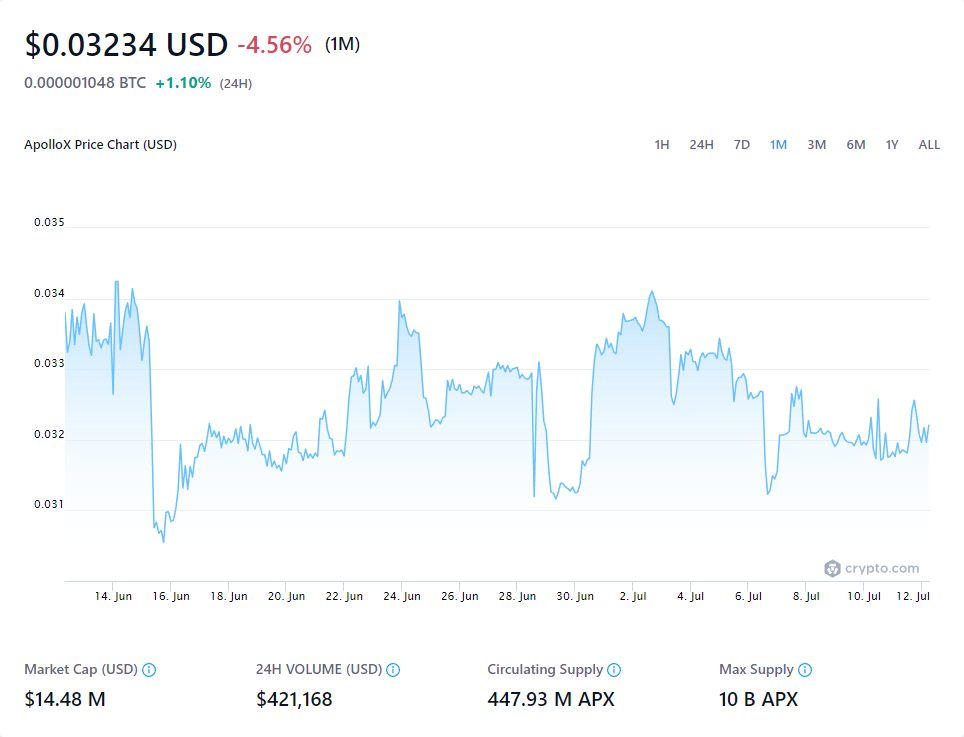 $0.03234 USD -4.56% (1M)
0.000001048 BTC +1.10% (24H)
ApolloX Price Chart (USD) 1H 24H 7D 1M 3M 6M 1Y ALL
0.035
0.034
0.033
0.032
0.031
crypto.com
14. Jun 16. Jun 18. Jun 20. Jun 22. Jun 24. Jun 26. Jun 28. Jun 30. Jun 2. Jul 4. Jul 6. Jul 8. Jul 10. Jul 12. Jul
Market Cap (USD) 24H VOLUME (USD) Circulating Supply Max Supply
$14.48 M $421,168 447.93 M APX 10 B APX